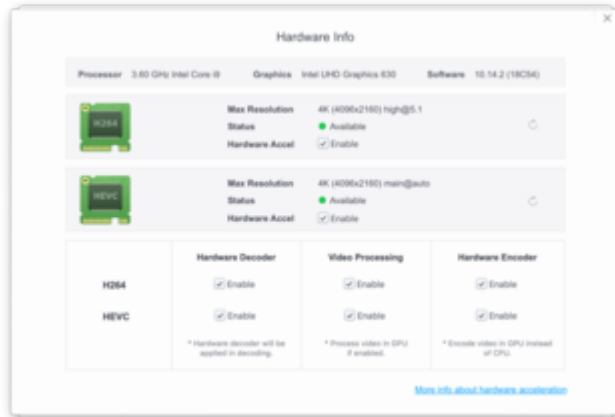 Hardware Info
Processor 3.60 GHz Intel Core i9 Graphics Intel UHD Graphics 630 Software 10.14.2 (18C54)
H264
Max Resolution 4K (4096x2160) high@5.1
Status Available
Hardware Accel Enable
HEVC
Max Resolution 4K (4096x2160) main@auto
Status Available
Hardware Accel Enable
Hardware Decoder Video Processing Hardware Encoder
H264 Enable Enable Enable
HEVC Enable Enable Enable
* Hardware decoder will be * Process video in GPU * Encode video in GPU instead
applied in decoding. if enabled. of CPU.
More info about hardware acceleration